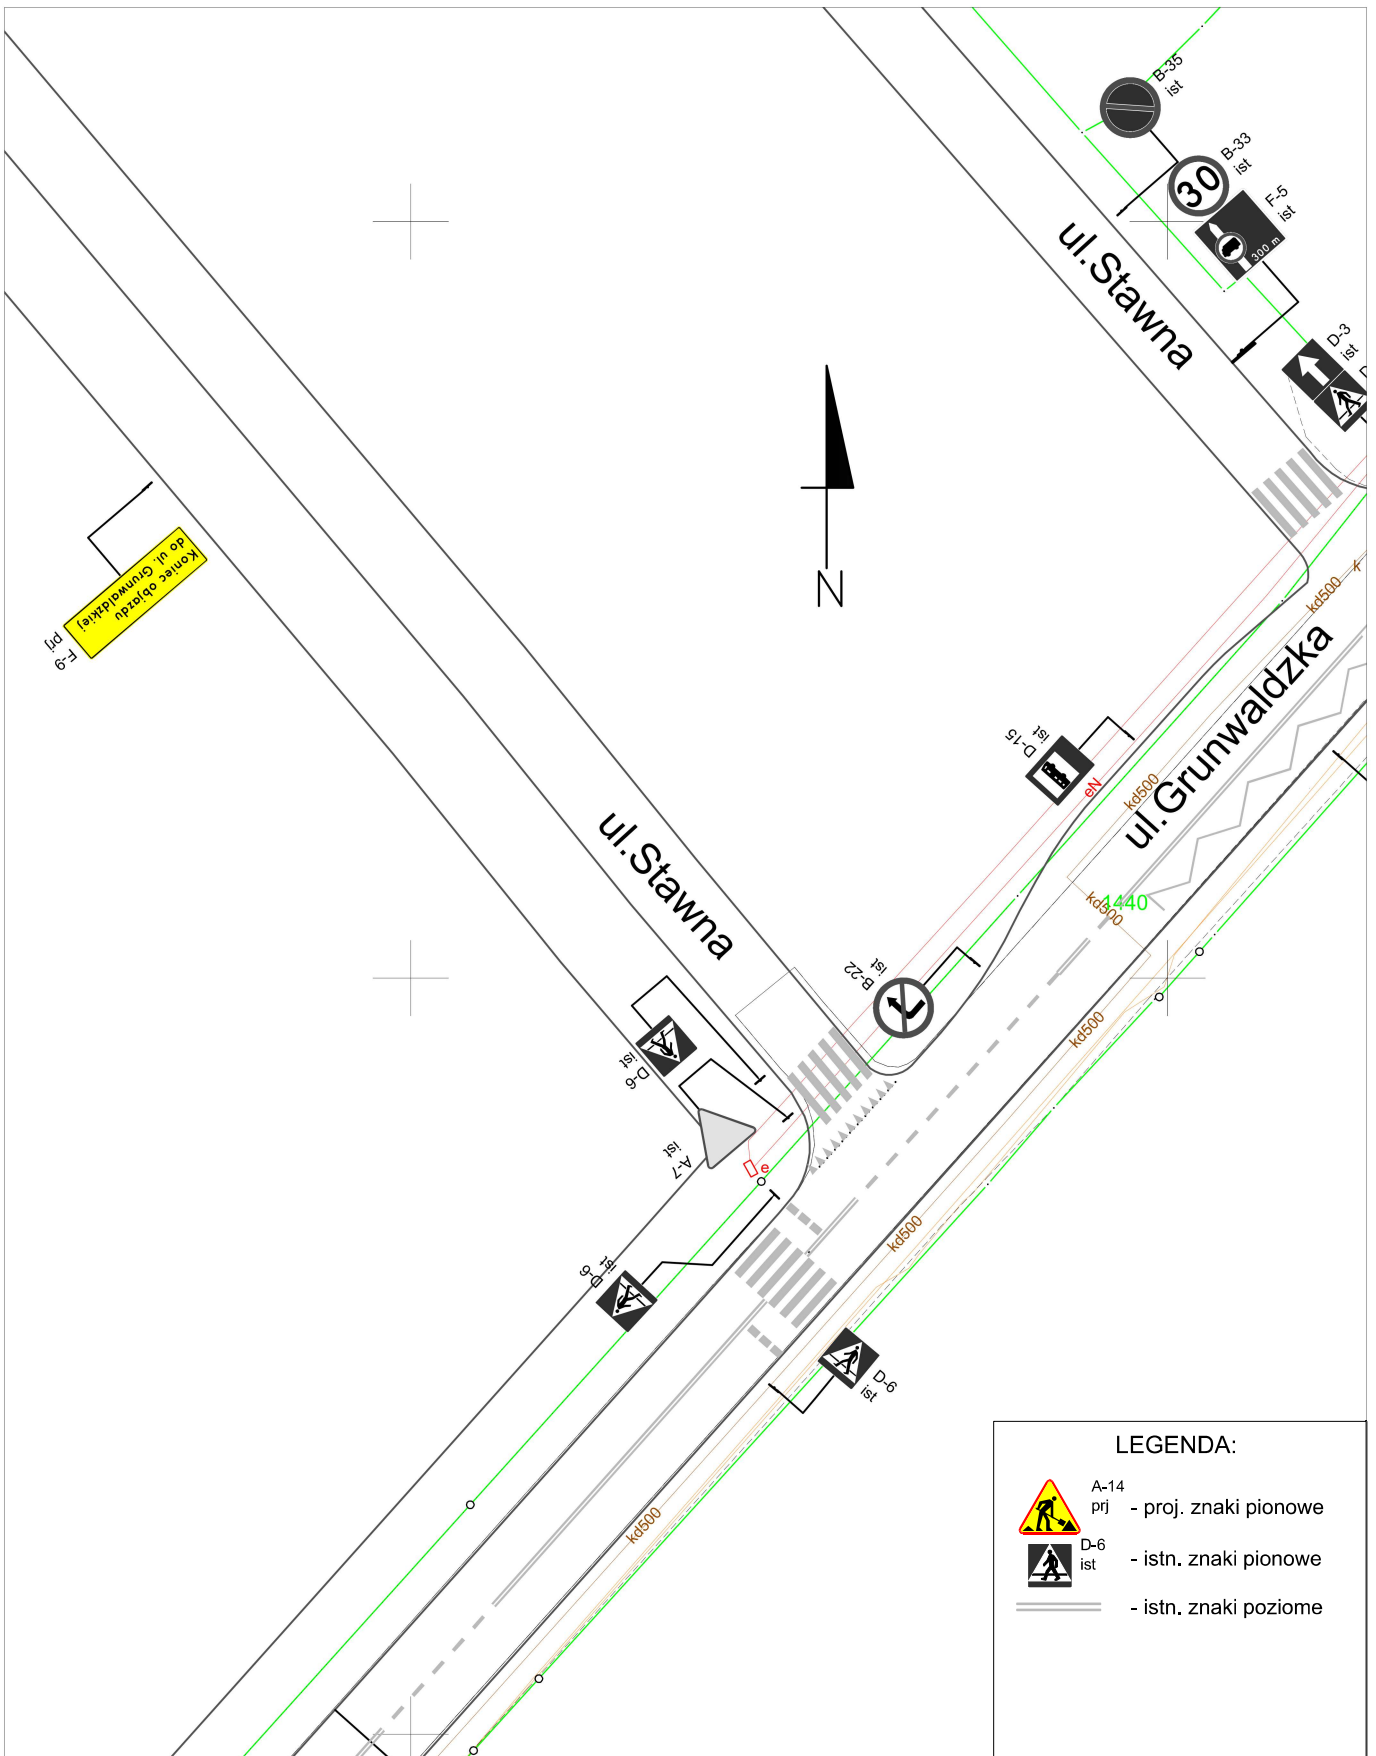 B-35
ist
B-33
ist
30
F-5
ist
300 m
ul.Stawna
D-3
ist
N
Koniec objazdu
do ul. Grunwaldzkiej
F-9
prj
kd500
ul.Grunwaldzka
D-15
ist
eN
kd500
ul.Stawna
kd500
1440
B-22
ist
kd500
D-6
ist
A-7
ist
e
kd500
D-6
ist
D-6
ist
kd500
LEGENDA:
A-14
prj
- proj. znaki pionowe
D-6
ist
- istn. znaki pionowe
- istn. znaki poziome